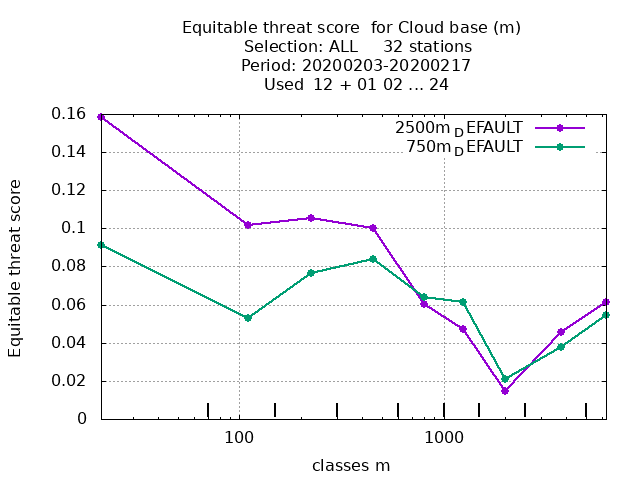 Equitable threat score  for Cloud base (m)
Selection: ALL     32 stations
Period: 20200203-20200217
Used  12 + 01 02 ... 24
0.16
0.14
0.12
0.1
0.08
0.06
0.04
0.02
0
Equitable threat score
2500m_DEFAULT
750m_DEFAULT
100
1000
classes m